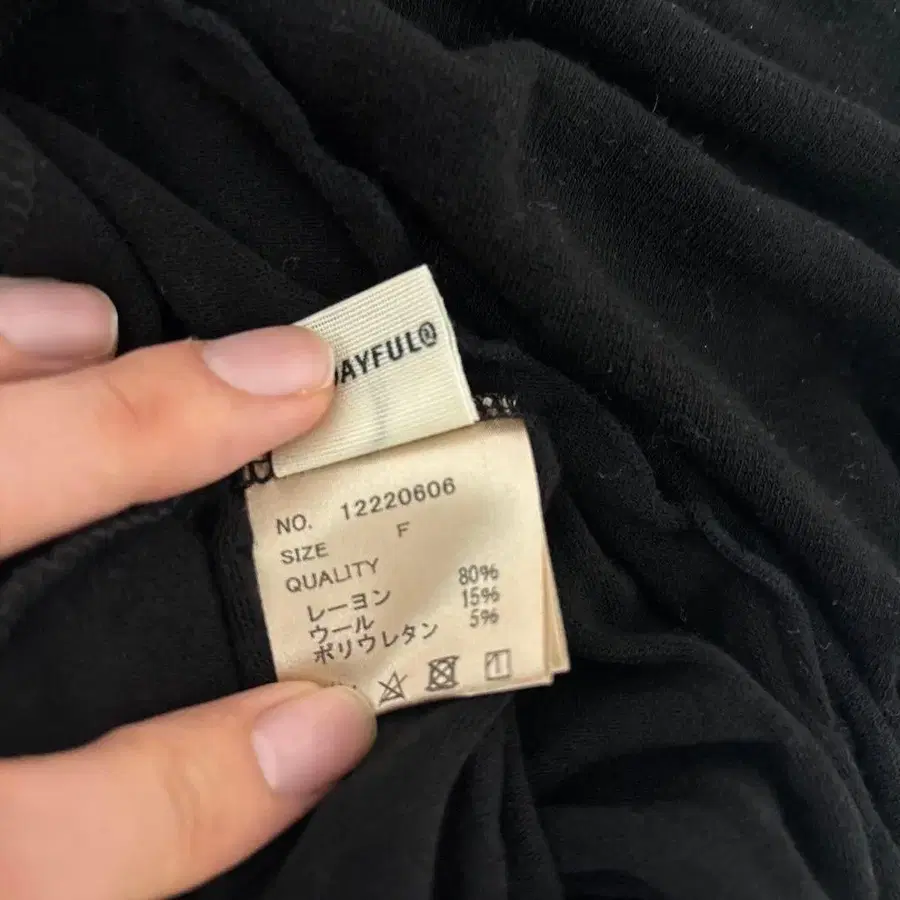 AYFUL®
NO. 12220606
SIZE F
QUALITY
レーヨン 80%
ウール 15%
ポリウレタン 5%